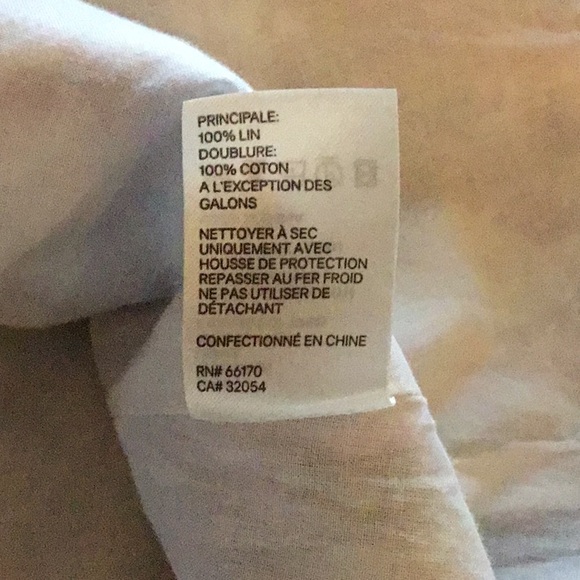 PRINCIPALE:
100% LIN
DOUBLURE:
100% COTON
A L'EXCEPTION DES
GALONS
NETTOYER À SEC
UNIQUEMENT AVEC
HOUSSE DE PROTECTION
REPASSER AU FER FROID
NE PAS UTILISER DE
DÉTACHANT
CONFECTIONNÉ EN CHINE
RN# 66170
CA# 32054